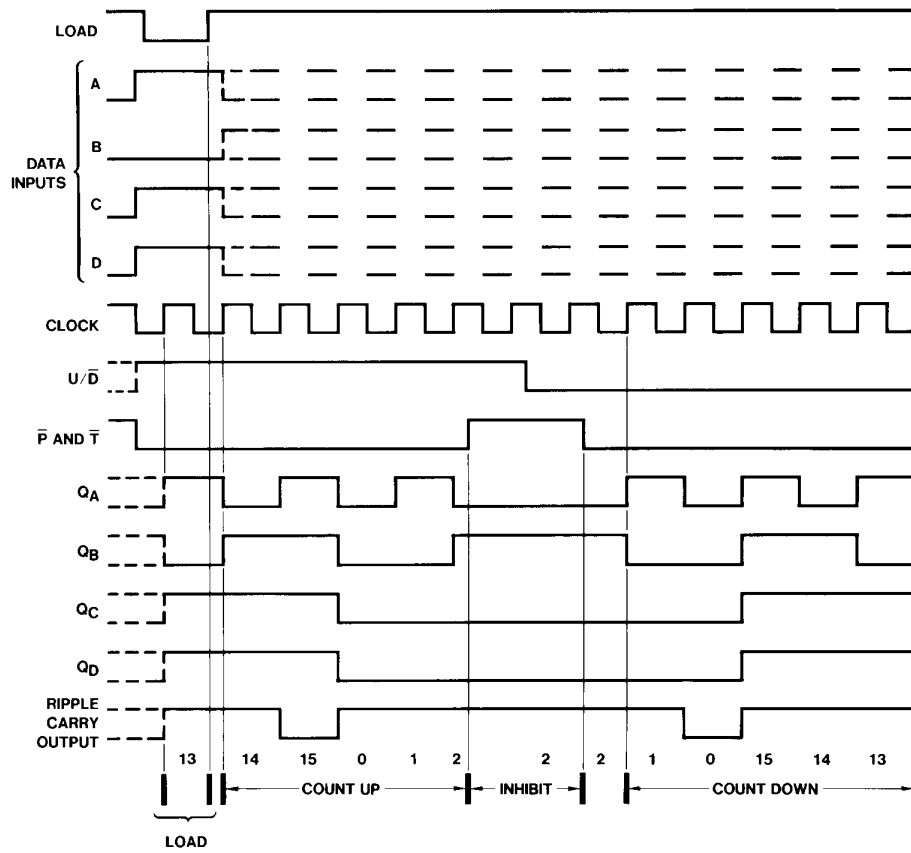 LOAD
A
B
DATA
INPUTS
C
D
CLOCK
U/D̅
P̅ AND T̅
QA
QB
QC
QD
RIPPLE
CARRY
OUTPUT
13 14 15 0 1 2 2 2 1 0 15 14 13
COUNT UP INHIBIT COUNT DOWN
LOAD